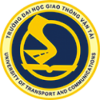 TRƯỜNG ĐẠI HỌC GIAO THÔNG VẬN TẢI
UNIVERSITY OF TRANSPORT AND COMMUNICATIONS